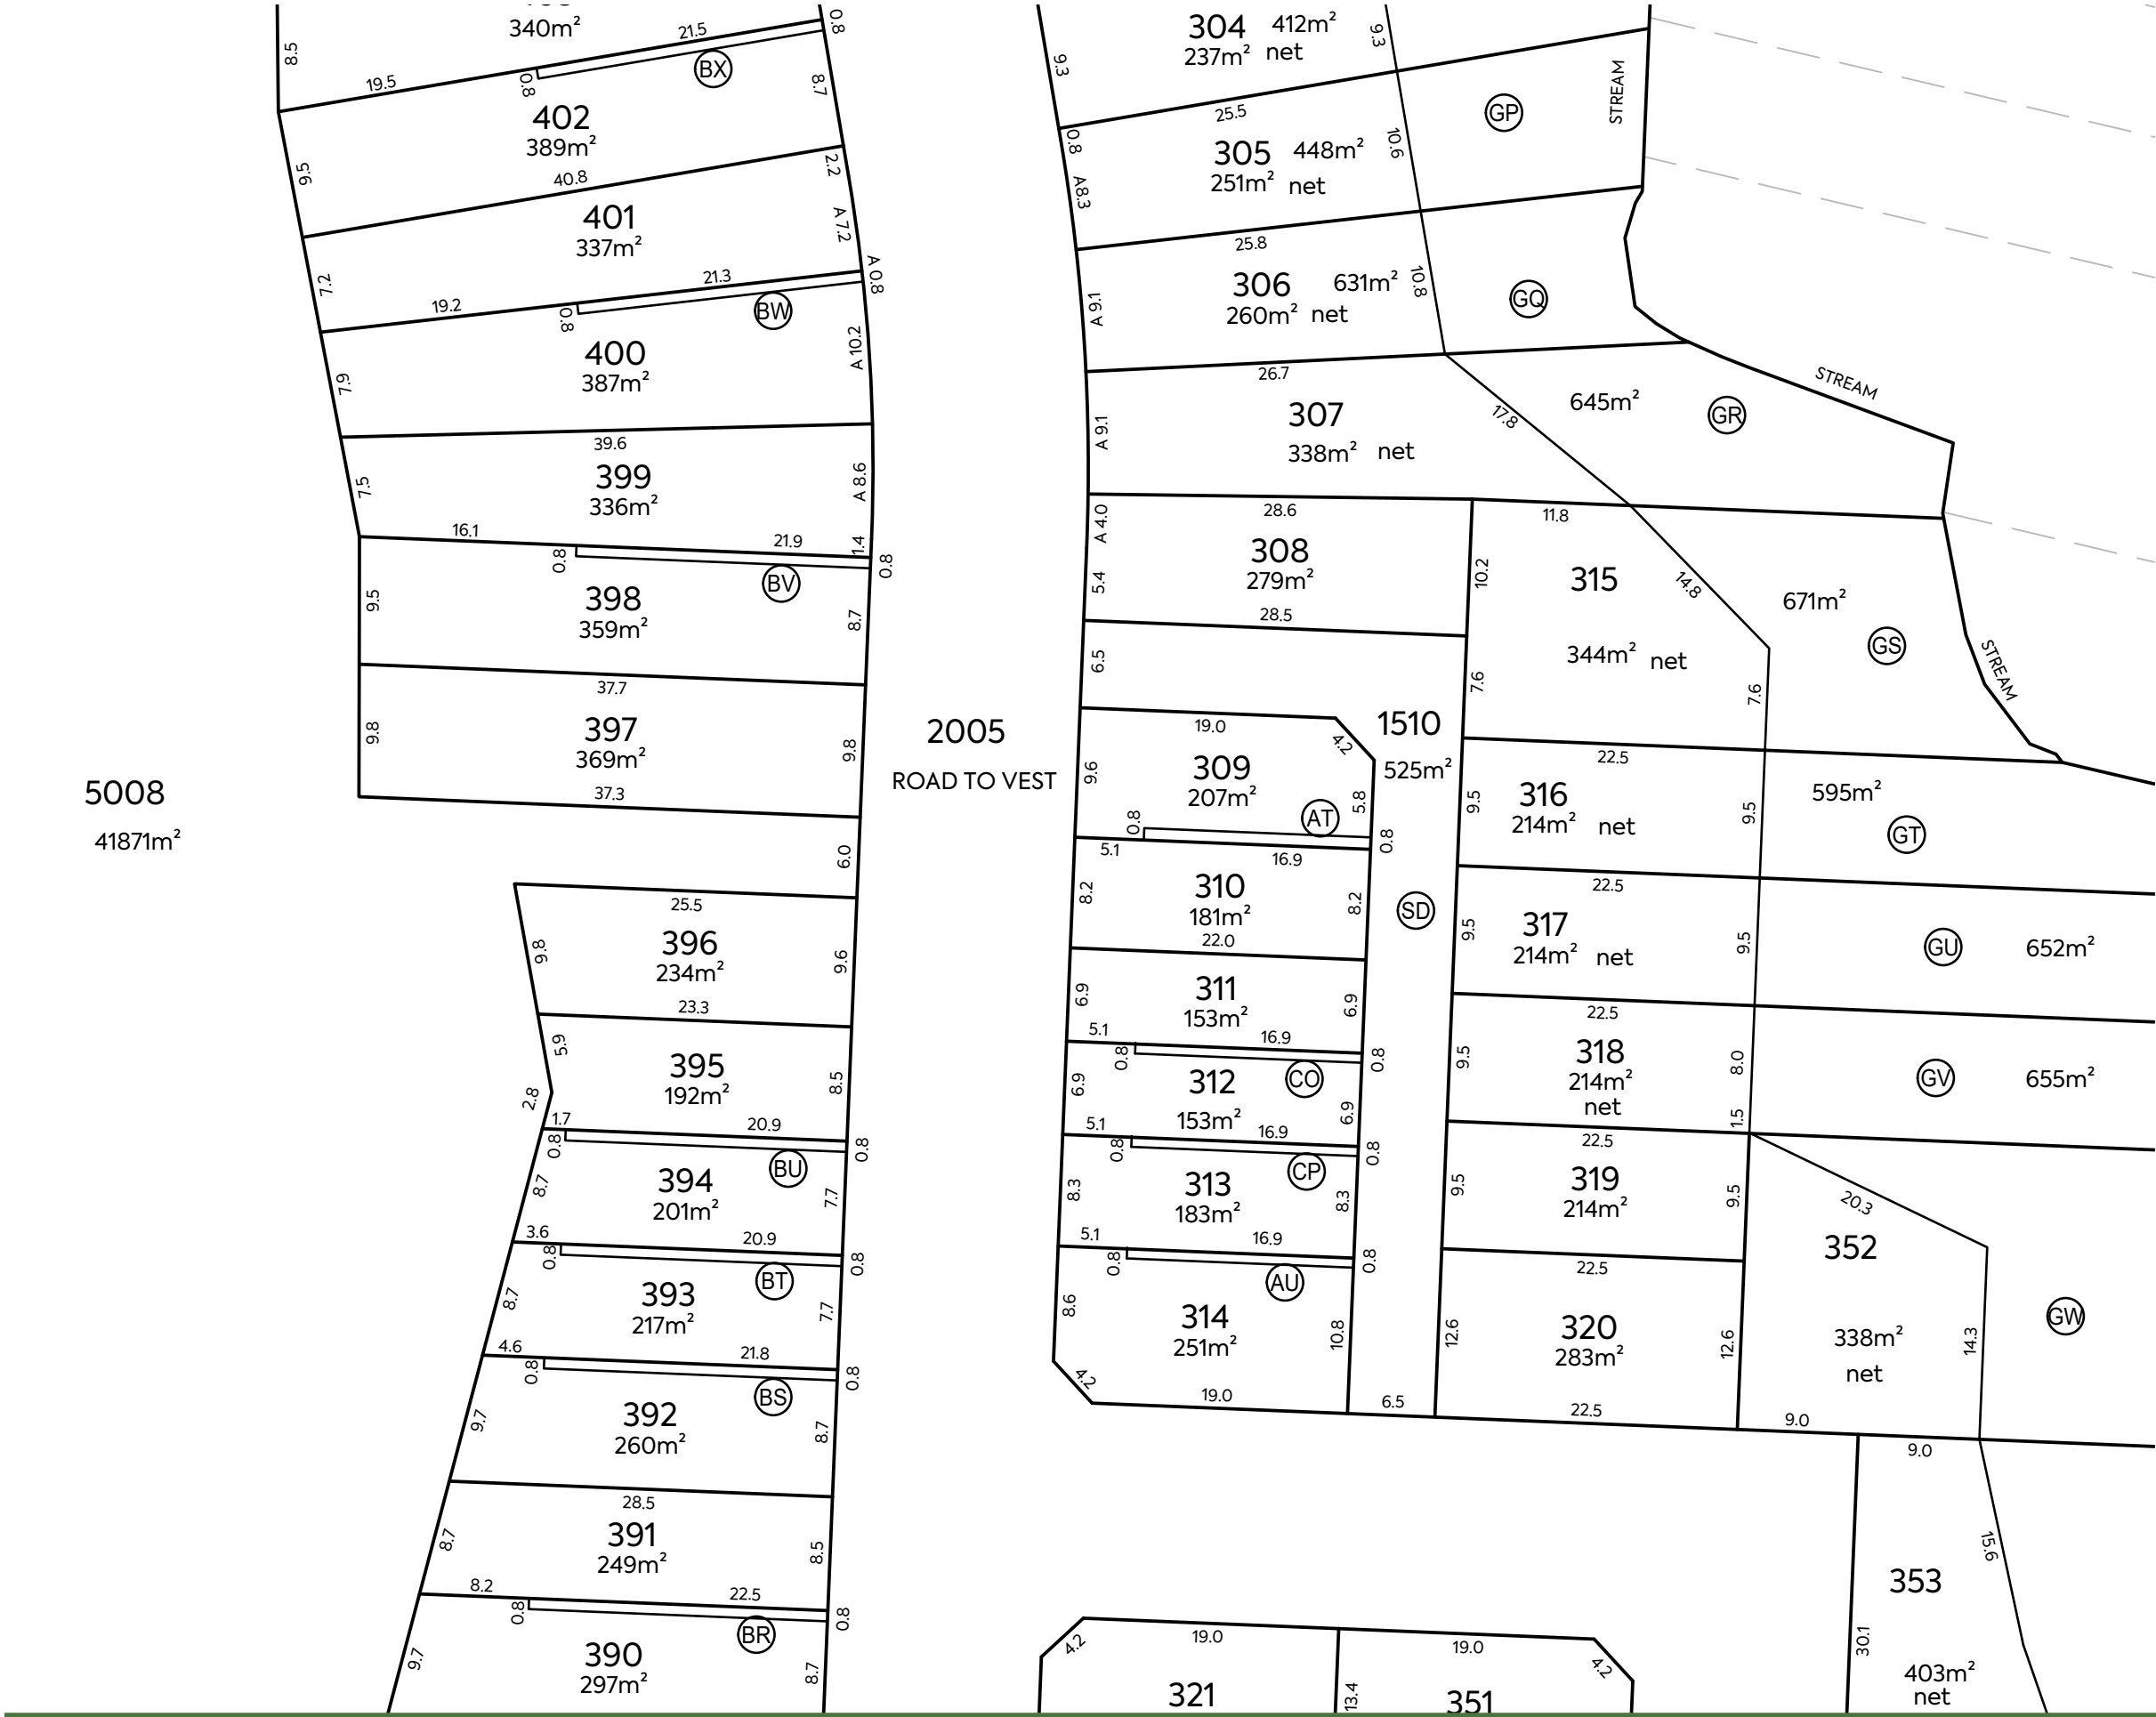 340m²
8.5
19.5
21.5
0.8
0.8
BX
8.7
402
389m²
9.5
40.8
2.2
401
337m²
A 7.2
7.2
19.2
21.3
A 0.8
0.8
BW
400
387m²
A 10.2
7.9
39.6
399
336m²
A 8.6
7.5
16.1
21.9
1.4
0.8
0.8
BV
398
359m²
9.5
8.7
37.7
397
369m²
9.8
9.8
37.3
5008
41871m²
6.0
25.5
396
234m²
9.8
9.6
23.3
395
192m²
5.9
8.5
2.8
1.7
20.9
0.8
0.8
BU
394
201m²
8.7
7.7
3.6
20.9
0.8
0.8
BT
393
217m²
8.7
7.7
4.6
21.8
0.8
0.8
BS
392
260m²
9.7
8.7
28.5
391
249m²
8.7
8.5
8.2
22.5
0.8
0.8
BR
390
297m²
9.7
8.7
2005
ROAD TO VEST
304 412m²
237m² net
9.3
9.3
25.5
GP
STREAM
0.8
305 448m²
251m² net
10.6
A8.3
25.8
306 631m²
260m² net
10.8
A 9.1
GQ
26.7
307
338m² net
A 9.1
17.8
645m²
GR
STREAM
28.6
A 4.0
308
279m²
5.4
28.5
10.2
11.8
315
344m² net
14.8
671m²
GS
STREAM
6.5
7.6
7.6
1510
525m²
SD
19.0
4.2
309
207m²
9.6
5.8
AT
0.8
0.8
5.1
16.9
310
181m²
8.2
8.2
22.0
311
153m²
6.9
6.9
5.1
16.9
0.8
0.8
CO
312
153m²
6.9
6.9
5.1
16.9
0.8
0.8
CP
313
183m²
8.3
8.3
5.1
16.9
0.8
0.8
AU
314
251m²
8.6
10.8
4.2
19.0
6.5
22.5
316
214m² net
9.5
9.5
595m²
GT
22.5
317
214m² net
9.5
9.5
GU
652m²
22.5
318
214m²
net
9.5
8.0
1.5
GV
655m²
22.5
319
214m²
9.5
9.5
22.5
320
283m²
12.6
12.6
22.5
20.3
352
338m²
net
14.3
GW
9.0
9.0
353
403m²
net
15.6
30.1
4.2
19.0
321
13.4
19.0
4.2
351